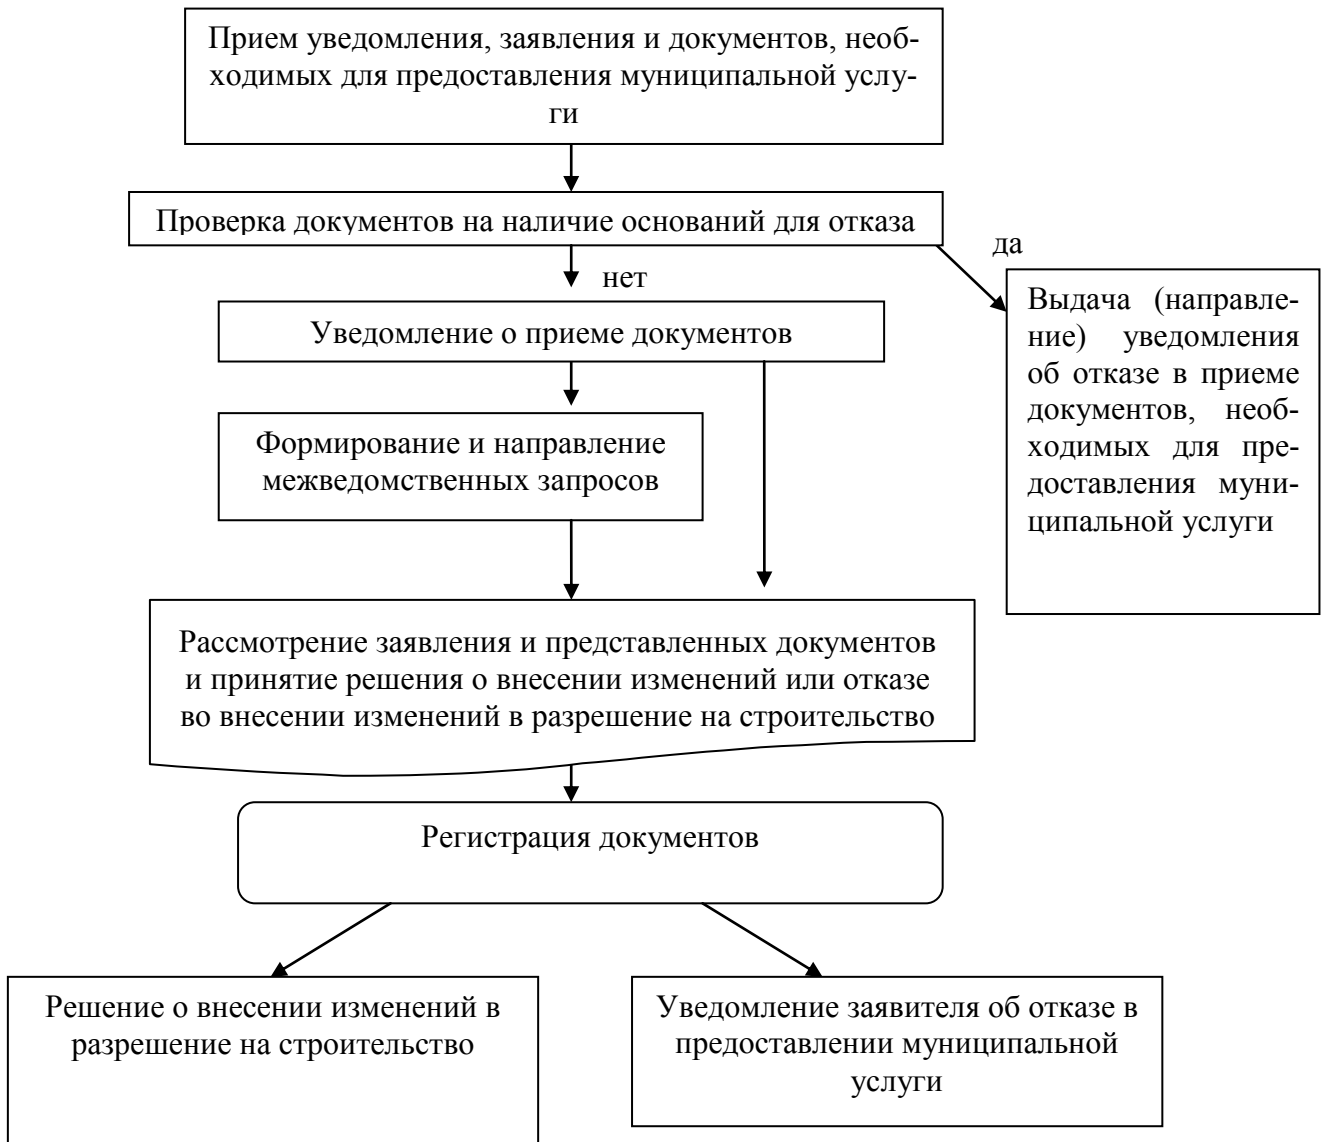 Прием уведомления, заявления и документов, необ-
ходимых для предоставления муниципальной услу-
ги
Проверка документов на наличие оснований для отказа
да
нет
Выдача (направле-
ние) уведомления
об отказе в приеме
документов, необ-
ходимых для пре-
доставления муни-
ципальной услуги
Уведомление о приеме документов
Формирование и направление
межведомственных запросов
Рассмотрение заявления и представленных документов
и принятие решения о внесении изменений или отказе
во внесении изменений в разрешение на строительство
Регистрация документов
Решение о внесении изменений в
разрешение на строительство
Уведомление заявителя об отказе в
предоставлении муниципальной
услуги